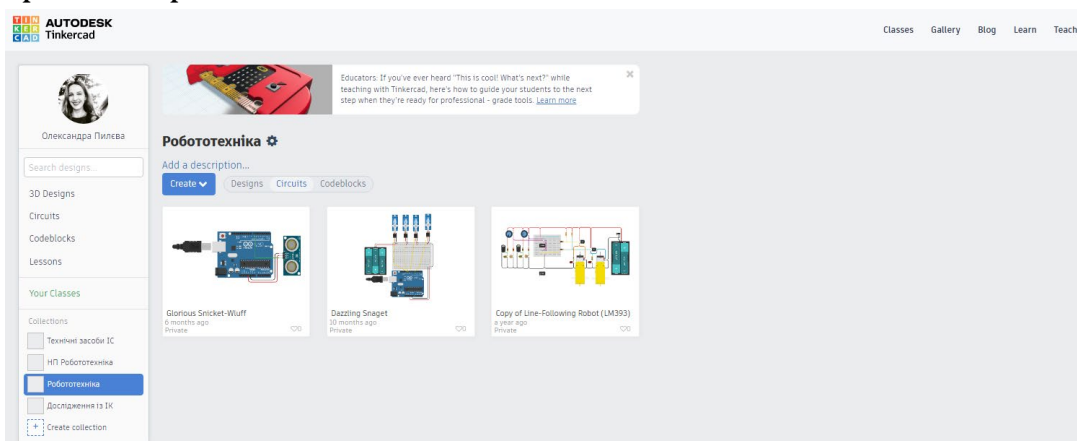 TIN
AUTODESK
KER
Tinkercad
CAD
Classes Gallery Blog Learn Teach
Educators: If you've ever heard "This is cool! What's next?" while
teaching with Tinkercad, here's how to guide your students to the next
step when they're ready for professional - grade tools. Learn more
Олександра Пилєва
Search designs...
3D Designs
Circuits
Codeblocks
Lessons
Your Classes
Collections
Технічні засоби ІС
НП Робототехніка
Робототехніка
Дослідження із ІК
+ Create collection
Робототехніка
Add a description...
Create
Designs Circuits Codeblocks
Glorious Snicket-Wluff
6 months ago
Private
0
Dazzling Snaget
10 months ago
Private
0
Copy of Line-Following Robot (LM393)
a year ago
Private
0